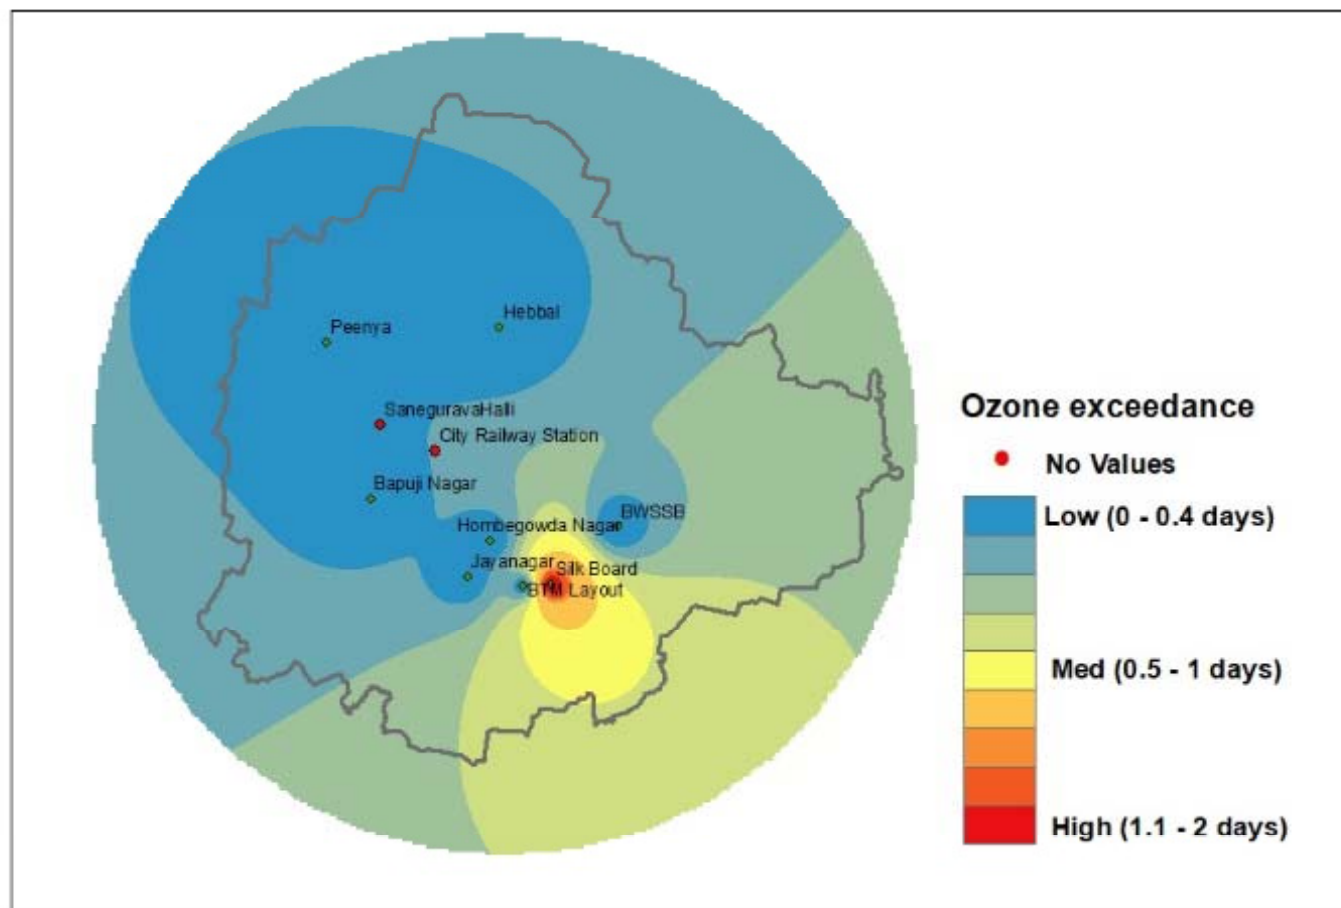 Hebbal
Peenya
SaneguravaHalli
City Railway Station
Bapuji Nagar
BWSSB
Hombegowda Nagar
Jayanagar
Silk Board
BTM Layout
Ozone exceedance
No Values
Low (0 - 0.4 days)
Med (0.5 - 1 days)
High (1.1 - 2 days)